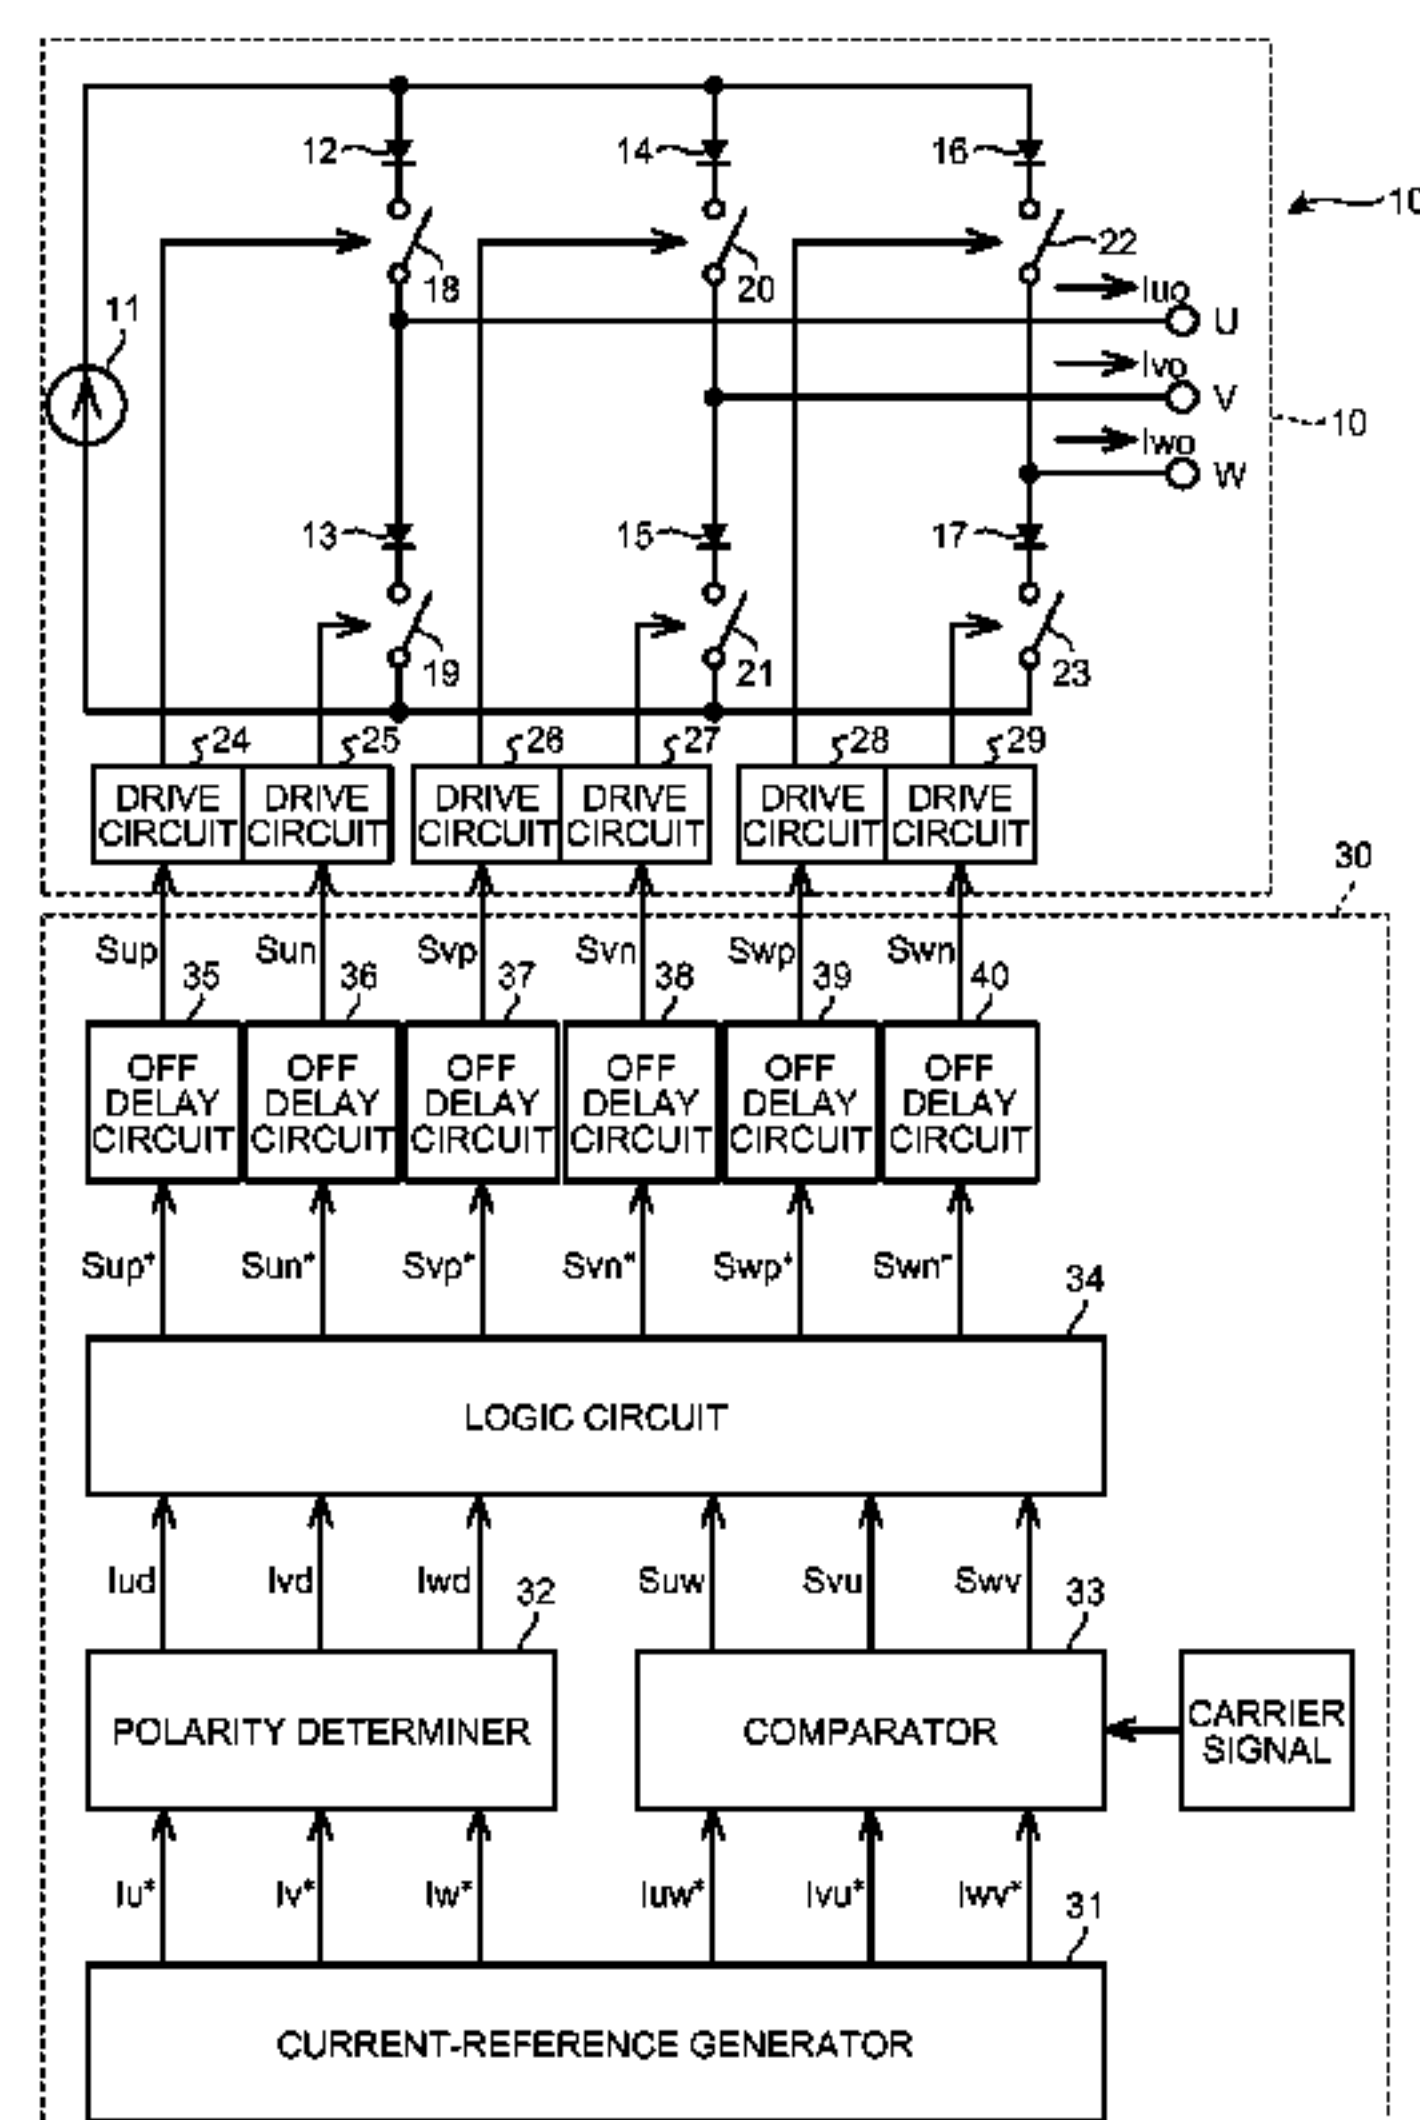 12
14
16
10
18
20
22
Iuo
U
11
Ivo
V
10
Iwo
W
13
15
17
19
21
23
24
25
26
27
28
29
DRIVE CIRCUIT
DRIVE CIRCUIT
DRIVE CIRCUIT
DRIVE CIRCUIT
DRIVE CIRCUIT
DRIVE CIRCUIT
30
Sup
Sun
Svp
Svn
Swp
Swn
35
36
37
38
39
40
OFF DELAY CIRCUIT
OFF DELAY CIRCUIT
OFF DELAY CIRCUIT
OFF DELAY CIRCUIT
OFF DELAY CIRCUIT
OFF DELAY CIRCUIT
Sup*
Sun*
Svp*
Svn*
Swp*
Swn*
34
LOGIC CIRCUIT
Iud
Ivd
Iwd
32
Suw
Svu
Swv
33
POLARITY DETERMINER
COMPARATOR
CARRIER SIGNAL
Iu*
Iv*
Iw*
Iuw*
Ivu*
Iwv*
31
CURRENT-REFERENCE GENERATOR